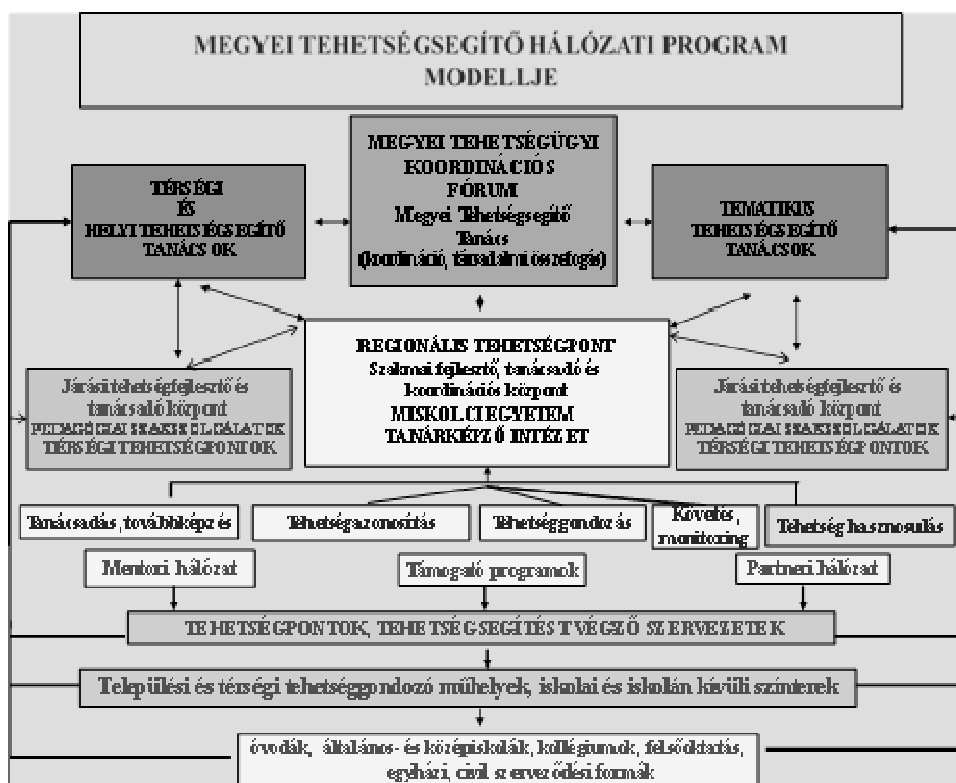 MEGYEI TEHETSÉGSEGÍTŐ HÁLÓZATI PROGRAM
MODELLJE
MEGYEI TEHETSÉGÜGYI
KOORDINÁCIÓS
FÓRUMI
Megyei Tehetségsegítő
Tanács
(koordináció, társadalmi összefogás)
TÉRSÉGI
ÉS
HELYI TEHETSÉGSEGÍTŐ
TANÁCSOK
TEMATIKUS
TEHETSÉGSEGÍTŐ
TANÁCSOK
REGIONÁLIS TEHETSÉGPONT
Szakmai fejlesztő, tanácsadó és
koordinációs központ
MISKOLCI EGYETEM
TANÁRKÉPZŐ INTÉZET
Járási tehetségfejlesztő és
tanácsadó központ
PEDAGÓGIAI SZAKSZOLGÁLATOK
TÉRSÉGI TEHETSÉGPONTOK
Járási tehetségfejlesztő és
tanácsadó központ
PEDAGÓGIAI SZAKSZOLGÁLATOK
TÉRSÉGI TEHETSÉGPONTOK
Tanácsadás, továbbképzés
Tehetségazonosítás
Tehetséggondozás
Követés,
monitoring
Tehetség hasznosulás
Mentori hálózat
Támogató programok
Partneri hálózat
TEHETSÉGPONTOK, TEHETSÉGSEGÍTÉST VÉGZŐ SZERVEZETEK
Települési és térségi tehetséggondozó műhelyek, iskolai és iskolán kívüli színterek
óvodák, általános- és középiskolák, kollégiumok, felsőoktatás,
egyházi, civil szerveződési formák